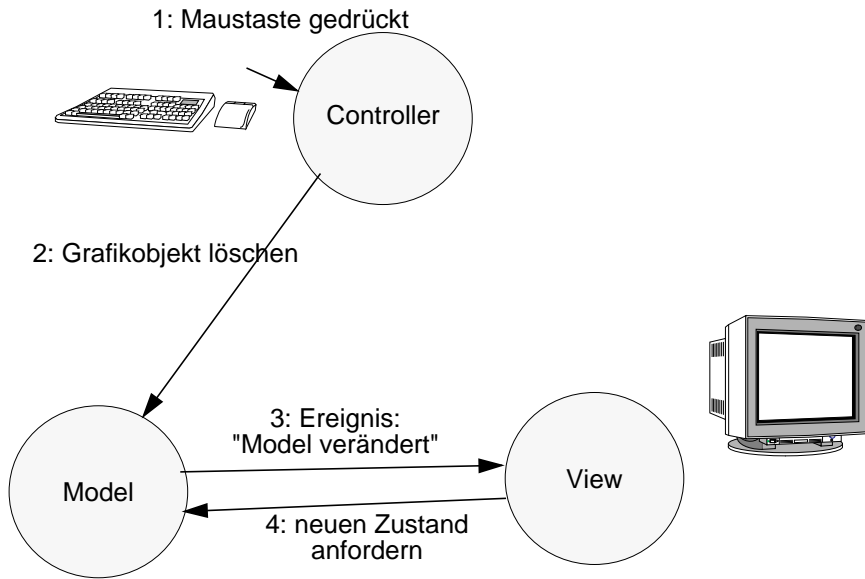 1: Maustaste gedrückt
Controller
2: Grafikobjekt löschen
3: Ereignis:
"Model verändert"
Model
View
4: neuen Zustand
anfordern